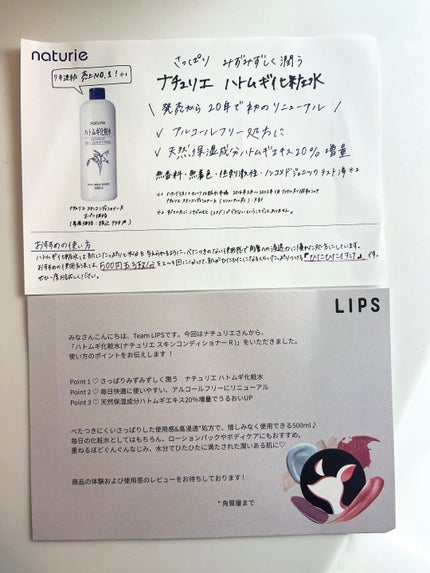 naturie
さっぱり みずみずしく潤う
ナチュリエ ハトムギ化粧水
7年連続 売上NO.1! ※1
\ 発売から20年で初のリニューアル /
✓ アルコールフリー処方に
✓ 天然保湿成分ハトムギエキス20%増量
無香料・無着色・低刺激性・ノンコメドジェニックテスト済 ※2
naturie
ハトムギ化粧水
おすすめの使い方
LIPS
みなさんこんにちは、Team LIPSです。今回はナチュリエさんから、
「ハトムギ化粧水(ナチュリエ スキンコンディショナー R )」をいただきました。
使い方のポイントをお伝えします!
Point 1♡ さっぱりみずみずしく潤う ナチュリエ ハトムギ化粧水
Point 2♡ 毎日快適に使いやすい、アルコールフリーにリニューアル
Point 3♡ 天然保湿成分ハトムギエキス20%増量でうるおいUP
べたつきにくいさっぱりした使用感&高浸透*処方で、惜しみなく使用できる500ml♪
毎日の化粧水としてはもちろん、ローションパックやボディケアにもおすすめ。
重ねるほどぐんぐんなじみ、水分でひたひたに満たされた潤いある肌に♡
商品の体験および使用感のレビューをお待ちしております!
*角質層まで